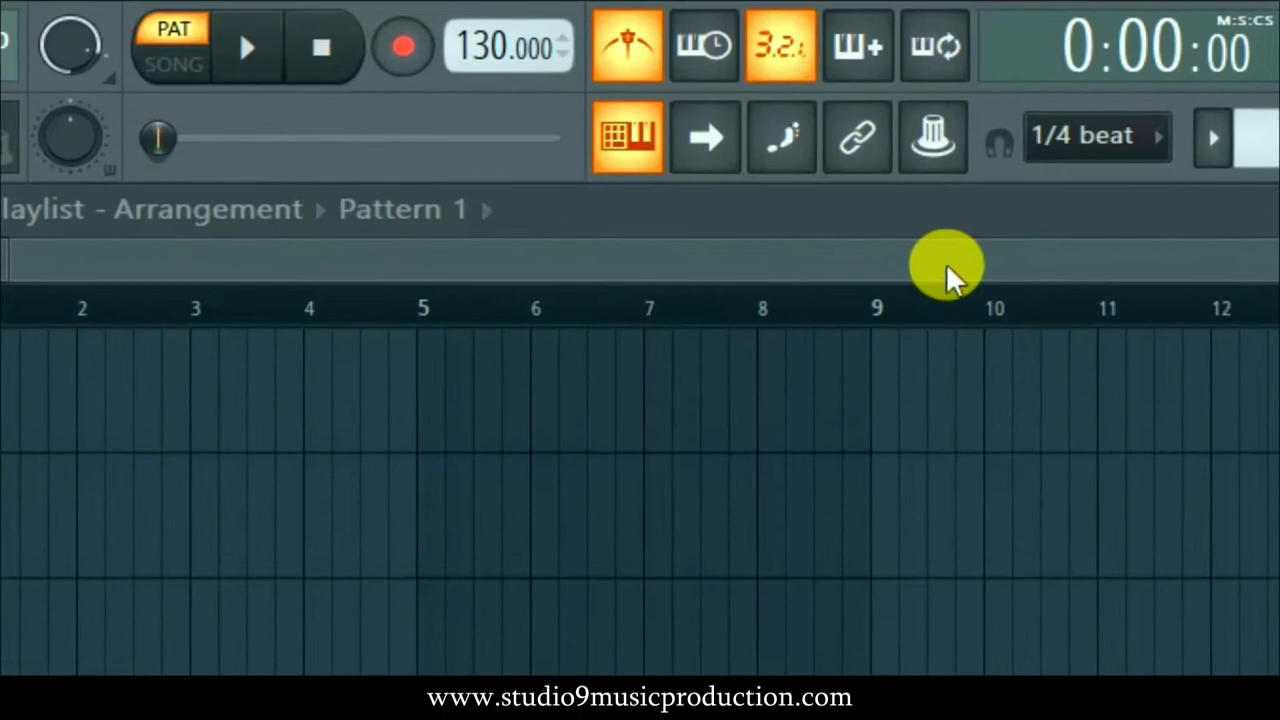 PAT
SONG
130.000
3.2.1
M:S:CS
0:00:00
1/4 beat
laylist - Arrangement
Pattern 1
2 3 4 5 6 7 8 9 10 11 12
www.studio9musicproduction.com